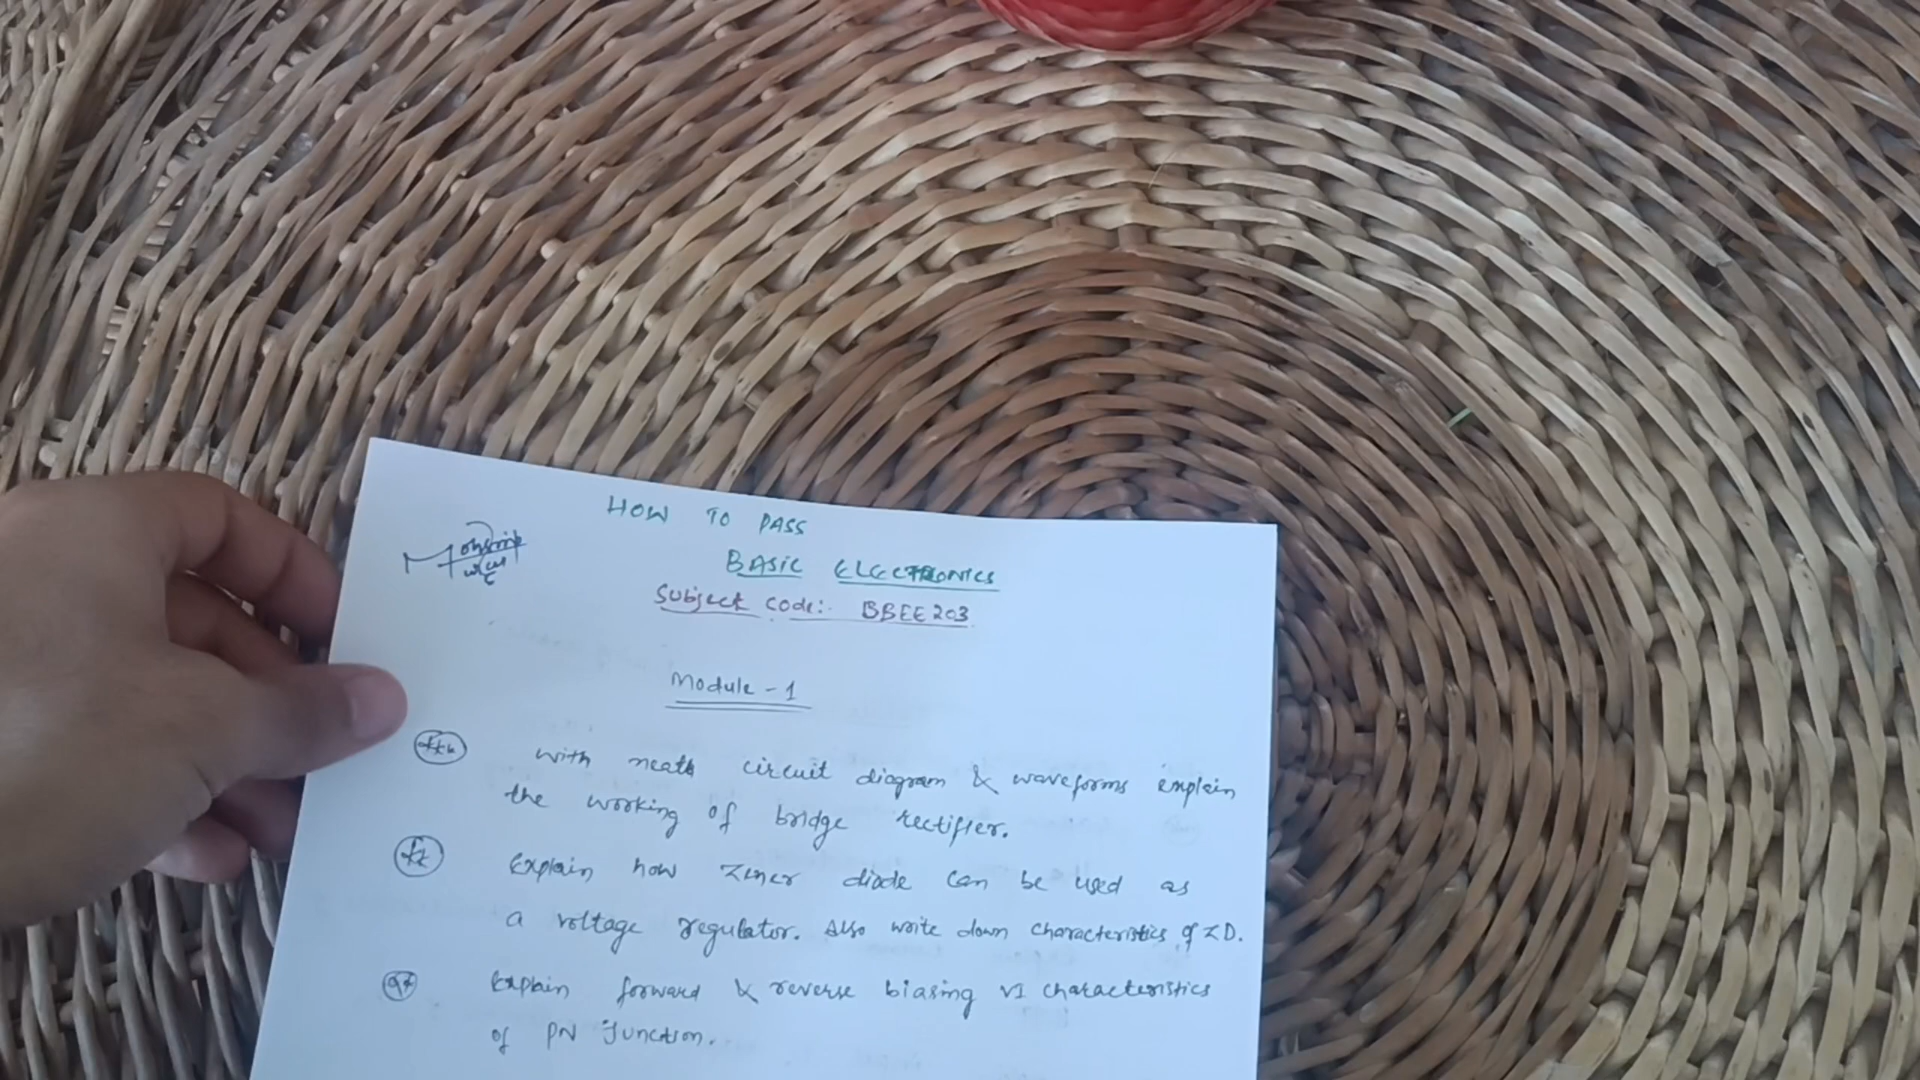 HOW TO PASS
BASIC ELECTRONICS
Subject Code:- BBEE203
Module - 1
with neat circuit diagram & waveforms explain
the working of bridge rectifier.
Explain how Zener diode can be used as
a voltage regulator. Also write down characteristics of ZD.
Explain forward & reverse biasing VI characteristics
of PN Junction.